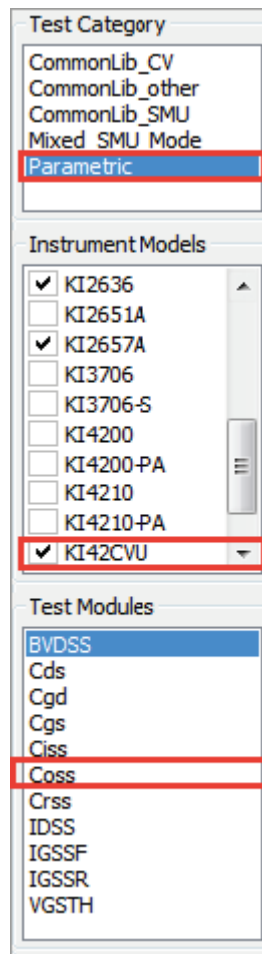 Test Category
CommonLib_CV
CommonLib_other
CommonLib_SMU
Mixed_SMU_Mode
Parametric
Instrument Models
KI2636
KI2651A
KI2657A
KI3706
KI3706-S
KI4200
KI4200-PA
KI4210
KI4210-PA
KI42CVU
Test Modules
BVDSS
Cds
Cgd
Cgs
Ciss
Coss
Crss
IDSS
IGSSF
IGSSR
VGSTH